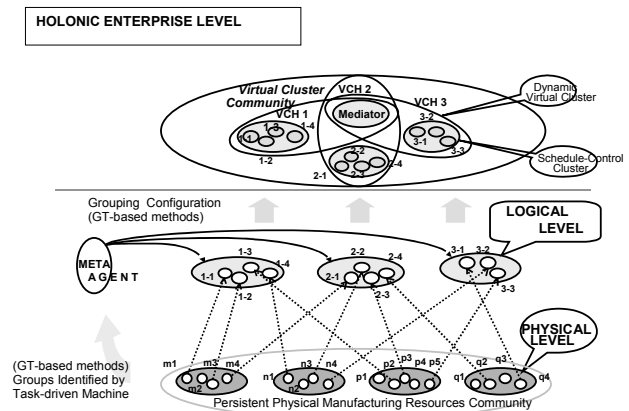 HOLONIC ENTERPRISE LEVEL
Virtual Cluster
Community
VCH 2
Dynamic
Virtual Cluster
VCH 1
VCH 3
Mediator
1-1
1-3
1-4
1-2
3-2
3-1
3-3
2-2
2-1
2-3
2-4
Schedule-Control
Cluster
Grouping Configuration
(GT-based methods)
LOGICAL
LEVEL
META
AGENT
1-3
1-4
1-1
1-2
2-2
2-4
2-1
2-3
3-1
3-2
3-3
PHYSICAL
LEVEL
(GT-based methods)
Groups Identified by
Task-driven Machine
m1
m3
m4
m2
n1
n3
n4
n2
p1
p3
p4
p5
p2
q1
q2
q3
q4
Persistent Physical Manufacturing Resources Community